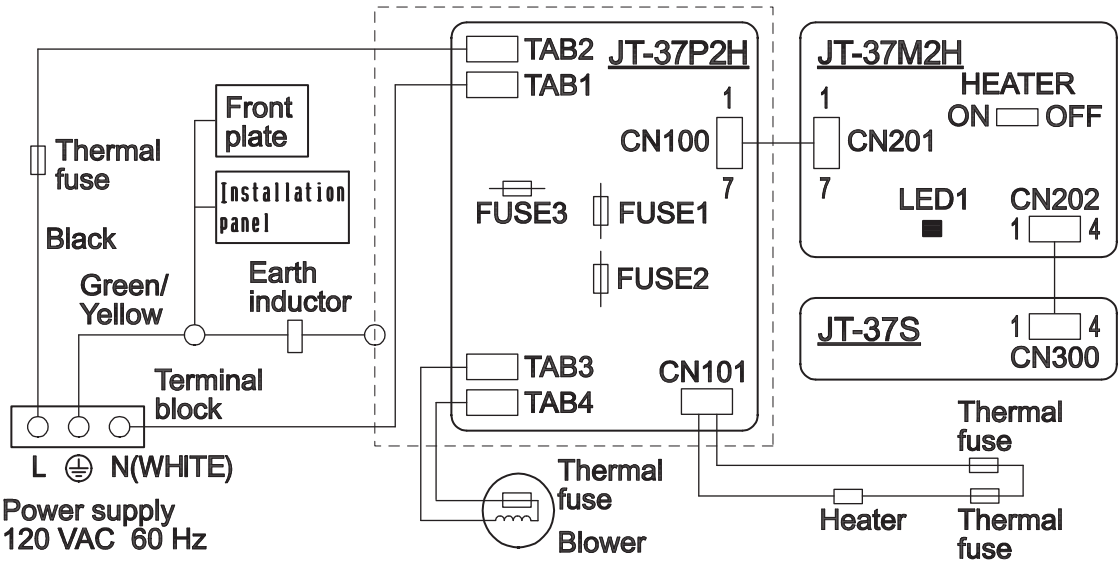 TAB2
JT-37P2H
TAB1
1
CN100
7
FUSE3
FUSE1
FUSE2
TAB3
TAB4
CN101
JT-37M2H
HEATER
ON
OFF
1
CN201
7
LED1
CN202
1
4
JT-37S
1
4
CN300
Front
plate
Installation
panel
Thermal
fuse
Black
Green/
Yellow
Earth
inductor
Terminal
block
L
N(WHITE)
Power supply
120 VAC 60 Hz
Thermal
fuse
Blower
Thermal
fuse
Heater
Thermal
fuse